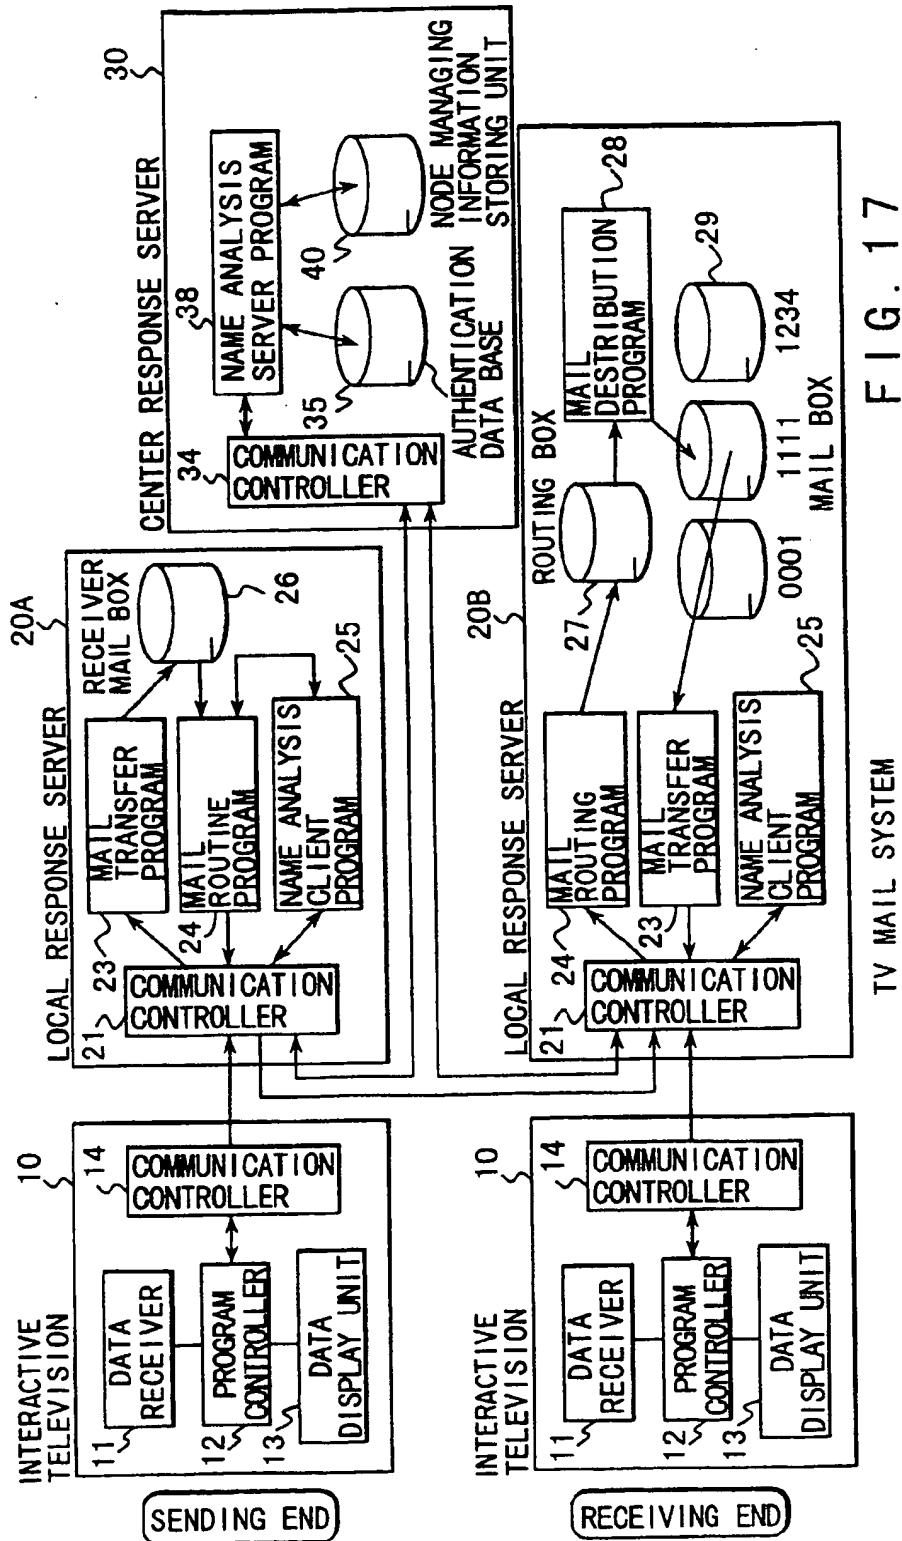 SENDING END
INTERACTIVE
TELEVISION
10
DATA
RECEIVER
11
PROGRAM
CONTROLLER
12
DATA
DISPLAY UNIT
13
14
COMMUNICATION
CONTROLLER
LOCAL RESPONSE SERVER
20A
21
COMMUNICATION
CONTROLLER
23
MAIL
TRANSFER
PROGRAM
RECEIVER
MAIL BOX
26
24
MAIL
ROUTINE
PROGRAM
NAME ANALYSIS
CLIENT
PROGRAM
25
CENTER RESPONSE SERVER
30
34
COMMUNICATION
CONTROLLER
38
NAME ANALYSIS
SERVER PROGRAM
35
AUTHENTICATION
DATA BASE
40
NODE MANAGING
INFORMATION
STORING UNIT
RECEIVING END
INTERACTIVE
TELEVISION
10
DATA
RECEIVER
11
PROGRAM
CONTROLLER
12
DATA
DISPLAY UNIT
13
14
COMMUNICATION
CONTROLLER
LOCAL RESPONSE SERVER
20B
21
COMMUNICATION
CONTROLLER
24
MAIL
ROUTING
PROGRAM
ROUTING BOX
27
MAIL
DESTRIBUTION
PROGRAM
28
23
MAIL
TRANSFER
PROGRAM
29
NAME ANALYSIS
CLIENT
PROGRAM
25
0001
1111
1234
MAIL BOX
TV MAIL SYSTEM
FIG. 17